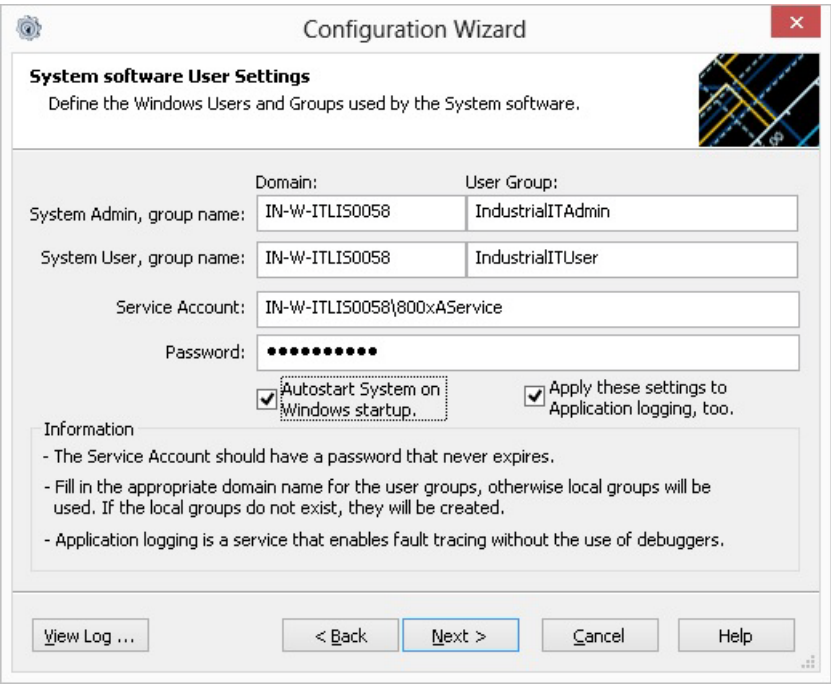 Configuration Wizard
System software User Settings
Define the Windows Users and Groups used by the System software.
Domain: User Group:
System Admin, group name: IN-W-ITLIS0058 IndustrialITAdmin
System User, group name: IN-W-ITLIS0058 IndustrialITUser
Service Account: IN-W-ITLIS0058\800xAService
Password: ●●●●●●●●●●
Autostart System on
Windows startup.
Apply these settings to
Application logging, too.
Information
- The Service Account should have a password that never expires.
- Fill in the appropriate domain name for the user groups, otherwise local groups will be
used. If the local groups do not exist, they will be created.
- Application logging is a service that enables fault tracing without the use of debuggers.
View Log ... < Back Next > Cancel Help